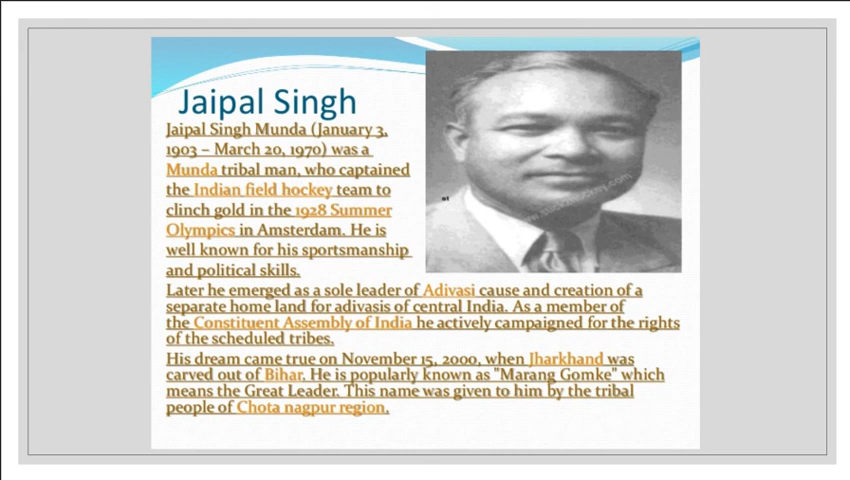 Jaipal Singh
Jaipal Singh Munda (January 3,
1903 – March 20, 1970) was a
Munda tribal man, who captained
the Indian field hockey team to
clinch gold in the 1928 Summer
Olympics in Amsterdam. He is
well known for his sportsmanship
and political skills.
Later he emerged as a sole leader of Adivasi cause and creation of a
separate home land for adivasis of central India. As a member of
the Constituent Assembly of India he actively campaigned for the rights
of the scheduled tribes.
His dream came true on November 15, 2000, when Jharkhand was
carved out of Bihar. He is popularly known as "Marang Gomke" which
means the Great Leader. This name was given to him by the tribal
people of Chota nagpur region.